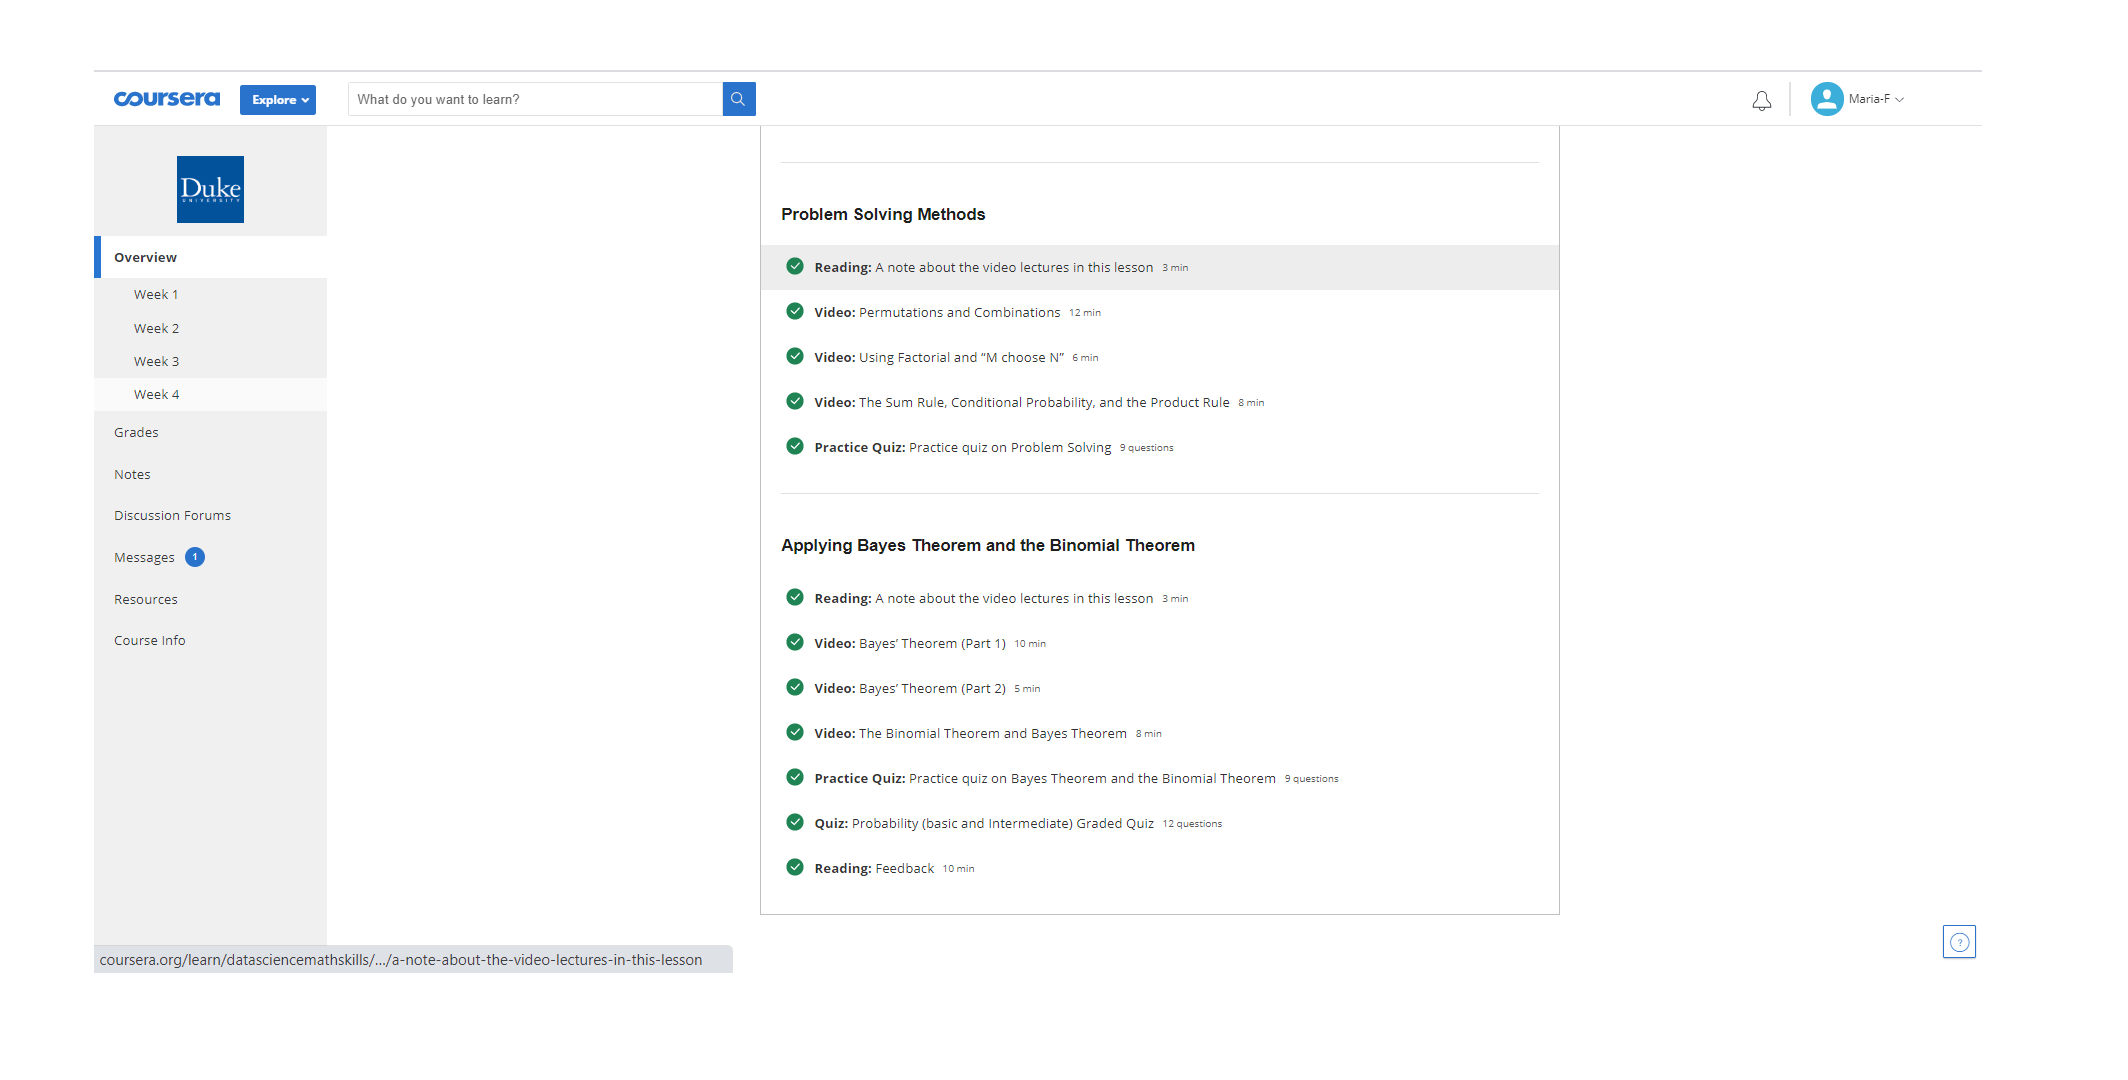 coursera
Explore
What do you want to learn?
Maria-F
Duke
UNIVERSITY
Overview
Week 1
Week 2
Week 3
Week 4
Grades
Notes
Discussion Forums
Messages 1
Resources
Course Info
Problem Solving Methods
Reading: A note about the video lectures in this lesson 3 min
Video: Permutations and Combinations 12 min
Video: Using Factorial and “M choose N” 6 min
Video: The Sum Rule, Conditional Probability, and the Product Rule 8 min
Practice Quiz: Practice quiz on Problem Solving 9 questions
Applying Bayes Theorem and the Binomial Theorem
Reading: A note about the video lectures in this lesson 3 min
Video: Bayes’ Theorem (Part 1) 10 min
Video: Bayes’ Theorem (Part 2) 5 min
Video: The Binomial Theorem and Bayes Theorem 8 min
Practice Quiz: Practice quiz on Bayes Theorem and the Binomial Theorem 9 questions
Quiz: Probability (basic and Intermediate) Graded Quiz 12 questions
Reading: Feedback 10 min
?
coursera.org/learn/datasciencemathskills/.../a-note-about-the-video-lectures-in-this-lesson